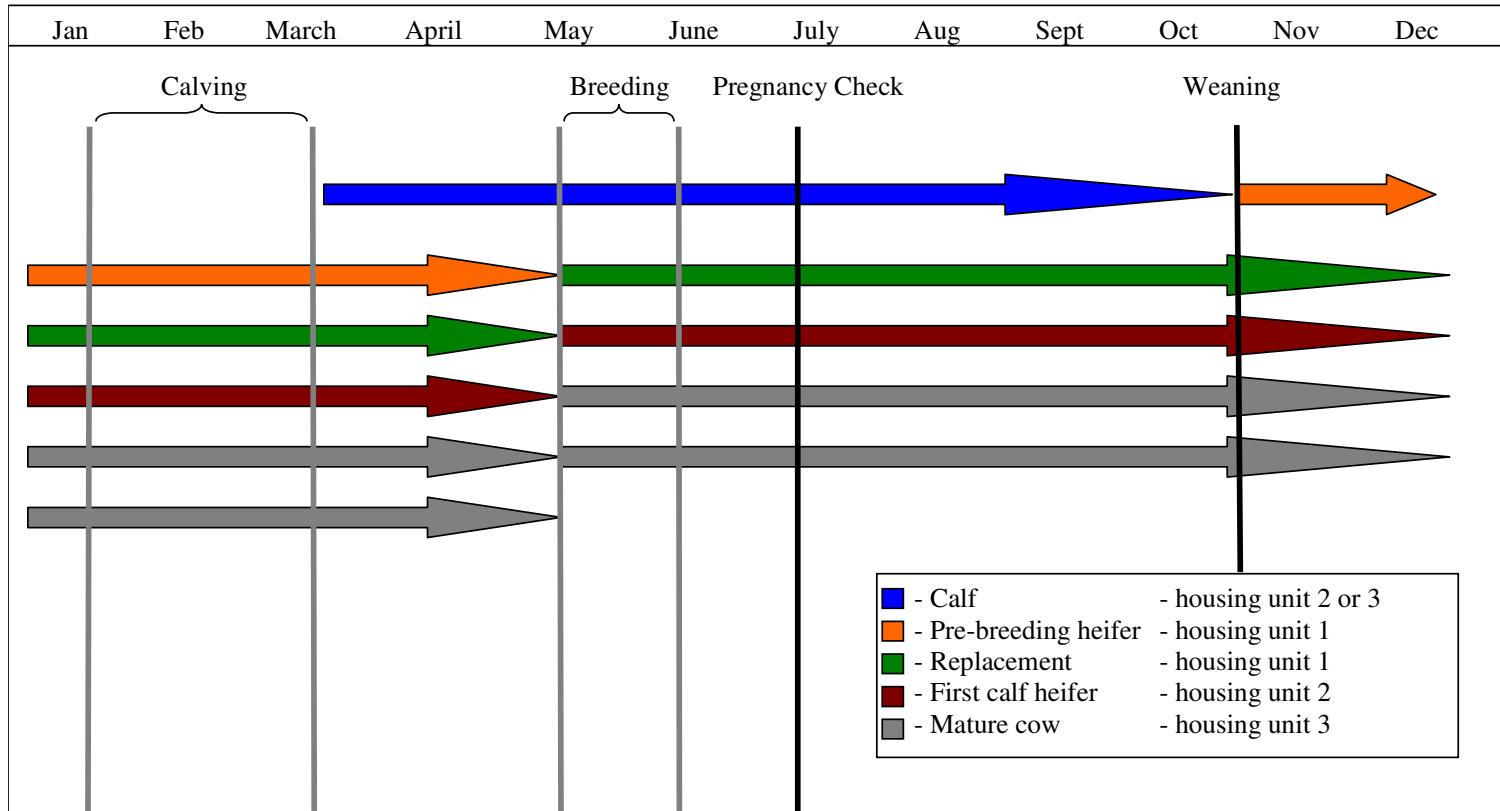 Jan Feb March April May June July Aug Sept Oct Nov Dec
Calving Breeding Pregnancy Check Weaning
- Calf - housing unit 2 or 3
- Pre-breeding heifer - housing unit 1
- Replacement - housing unit 1
- First calf heifer - housing unit 2
- Mature cow - housing unit 3